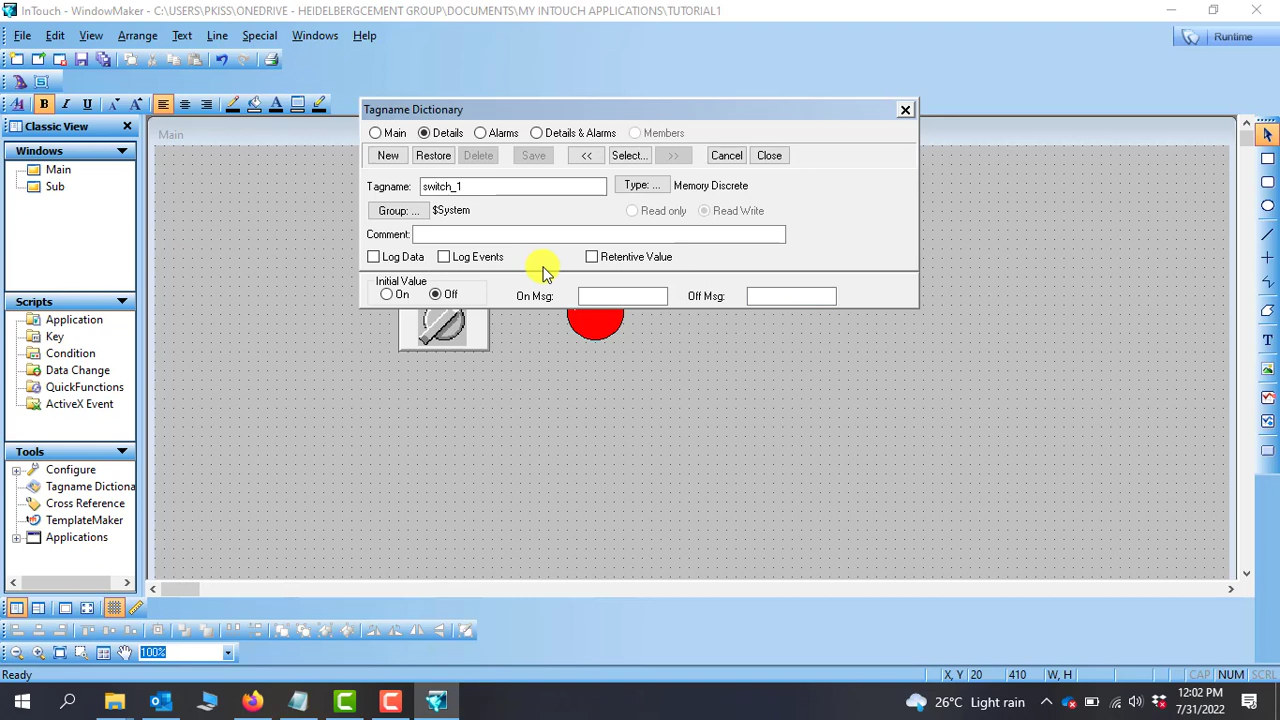 InTouch - WindowMaker - C:\USERS\PKISS\ONEDRIVE - HEIDELBERGCEMENT GROUP\DOCUMENTS\MY INTOUCH APPLICATIONS\TUTORIAL1
File Edit View Arrange Text Line Special Windows Help
Runtime
B I U A A A
Classic View
Windows
Main
Sub
Scripts
Application
Key
Condition
Data Change
QuickFunctions
ActiveX Event
Tools
Configure
Tagname Dictiona
Cross Reference
TemplateMaker
Applications
Main
Tagname Dictionary
Main Details Alarms Details & Alarms Members
New Restore Delete Save << Select... >> Cancel Close
Tagname: switch_1 Type: ... Memory Discrete
Group: ... $System Read only Read Write
Comment:
Log Data Log Events Retentive Value
Initial Value
On Off On Msg: Off Msg:
T
100%
Ready X, Y 20 410 W, H CAP NUM SCRL
26°C Light rain 12:02 PM
7/31/2022